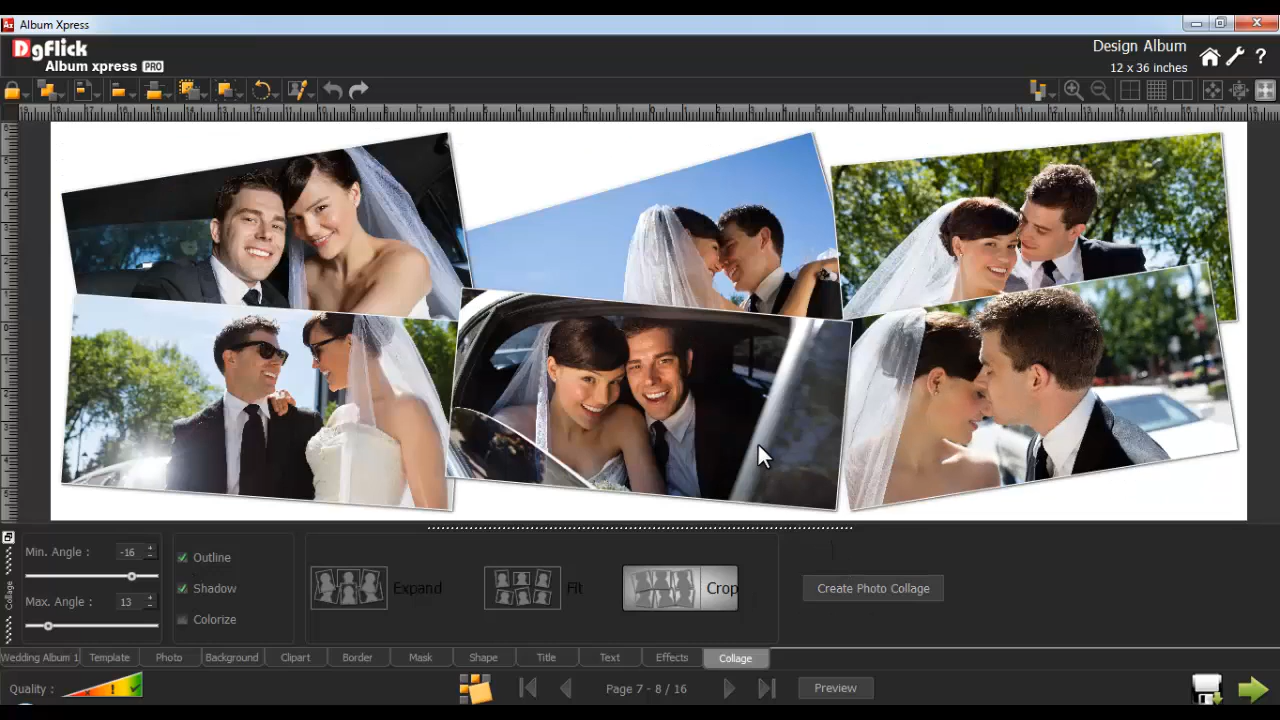 Album Xpress
DgFlick
Album xpress PRO
Design Album
12 x 36 inches
Min. Angle : -16
Max. Angle : 13
Outline
Shadow
Colorize
Expand
Fit
Crop
Create Photo Collage
Collage
Wedding Album 1
Template
Photo
Background
Clipart
Border
Mask
Shape
Title
Text
Effects
Collage
Quality :
Page 7 - 8 / 16
Preview